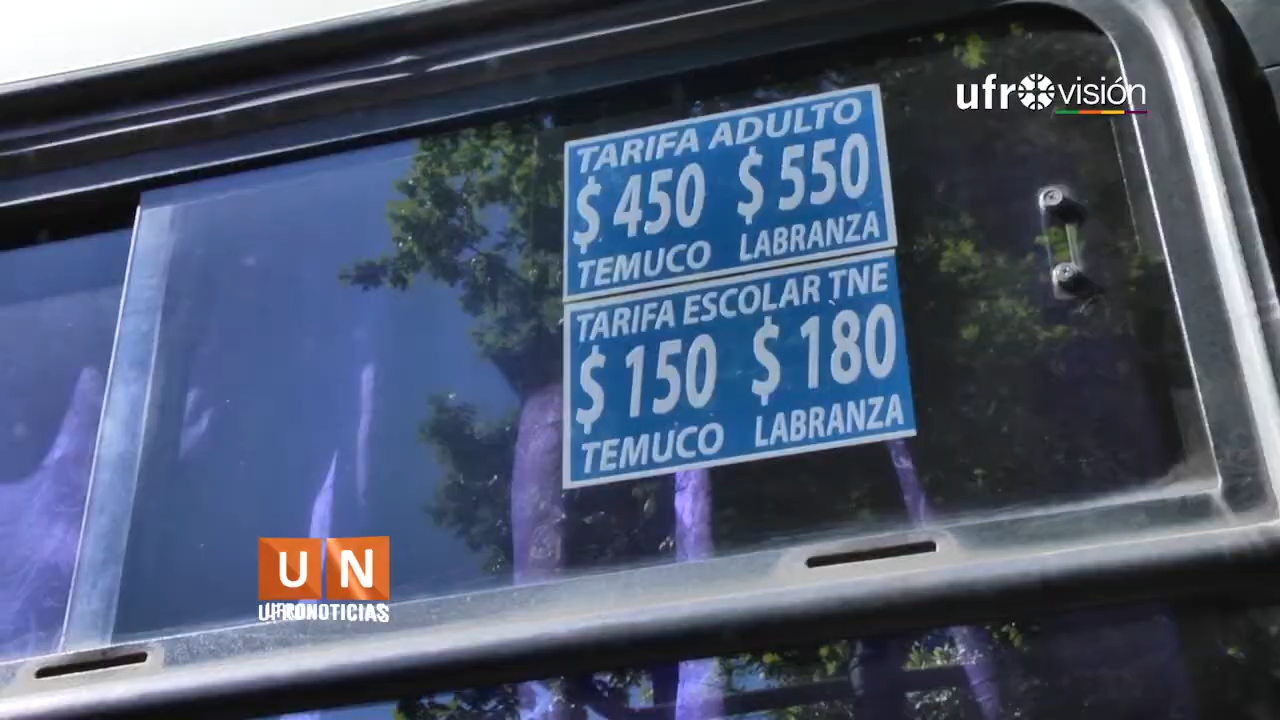 ufrovisión
TARIFA ADULTO
$ 450 $ 550
TEMUCO LABRANZA
TARIFA ESCOLAR TNE
$ 150 $ 180
TEMUCO LABRANZA
UN
UFRONOTICIAS